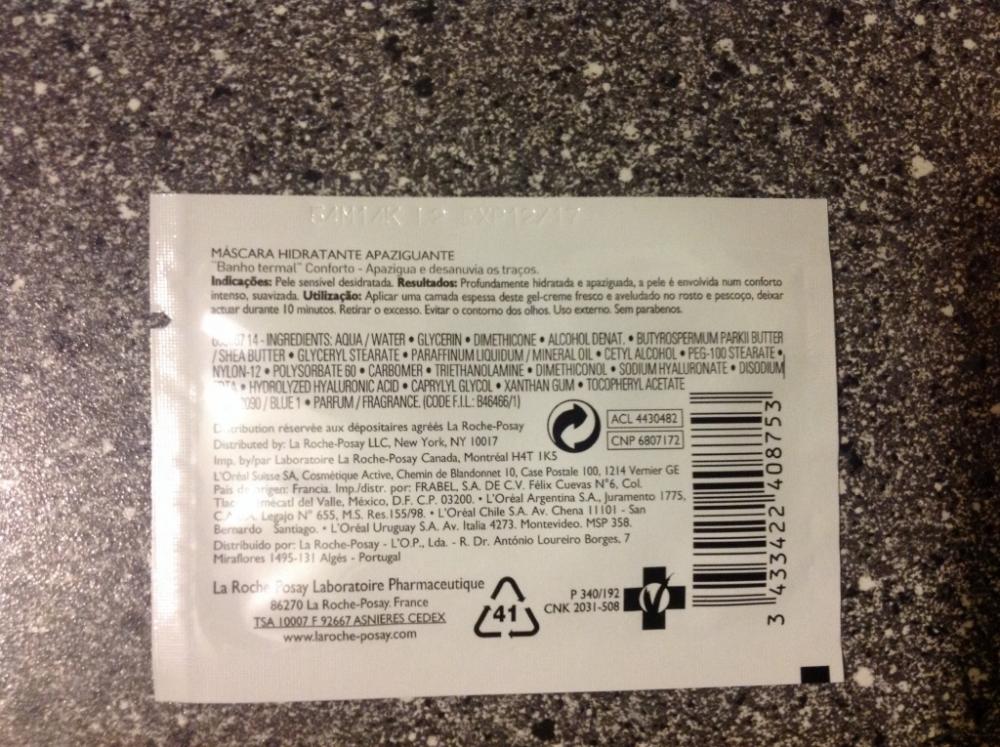 EXP 12/17
MÁSCARA HIDRATANTE APAZIGUANTE
"Banho termal" Conforto - Apazigua e desanuvia os traços.
Indicações: Pele sensível desidratada. Resultados: Profundamente hidratada e apaziguada, a pele é envolvida num conforto
intenso, suavizada. Utilização: Aplicar uma camada espessa deste gel-creme fresco e aveludado no rosto e pescoço, deixar
actuar durante 10 minutos. Retirar o excesso. Evitar o contorno dos olhos. Uso externo. Sem parabenos.
14 - INGREDIENTS: AQUA / WATER • GLYCERIN • DIMETHICONE • ALCOHOL DENAT. • BUTYROSPERMUM PARKII BUTTER
/ SHEA BUTTER • GLYCERYL STEARATE • PARAFFINUM LIQUIDUM / MINERAL OIL • CETYL ALCOHOL • PEG-100 STEARATE •
NYLON-12 • POLYSORBATE 60 • CARBOMER • TRIETHANOLAMINE • DIMETHICONOL • SODIUM HYALURONATE • DISODIUM
• HYDROLYZED HYALURONIC ACID • CAPRYLYL GLYCOL • XANTHAN GUM • TOCOPHERYL ACETATE
/ BLUE 1 • PARFUM / FRAGRANCE. (CODE F.I.L.: B46466/1)
réservée aux dépositaires agréés La Roche-Posay
Distributed by: La Roche-Posay LLC, New York, NY 10017
Imp. by/par Laboratoire La Roche-Posay Canada, Montréal H4T 1K5
L'Oréal Suisse SA, Cosmétique Active, Chemin de Blandonnet 10, Case Postale 100, 1214 Vernier GE
País de origen: Francia. Imp./distr. por: FRABEL, S.A. DE C.V. Félix Cuevas N°6, Col.
del Valle, México, D.F. C.P. 03200. • L'Oréal Argentina S.A., Juramento 1775,
Legajo N° 655, M.S. Res.155/98. • L'Oréal Chile S.A. Av. Chena 11101 - San
Bernardo Santiago. • L'Oréal Uruguay S.A. Av. Italia 4273. Montevideo. MSP 358.
Distribuído por: La Roche-Posay - L'O.P., Lda. - R. Dr. António Loureiro Borges, 7
Miraflores 1495-131 Algés - Portugal
La Roche Posay Laboratoire Pharmaceutique
86270 La Roche-Posay. France
TSA 10007 F 92667 ASNIERES CEDEX
www.laroche-posay.com
ACL 4430482
CNP 6807172
41
P 340/192
CNK 2031-508
3 433422 408753